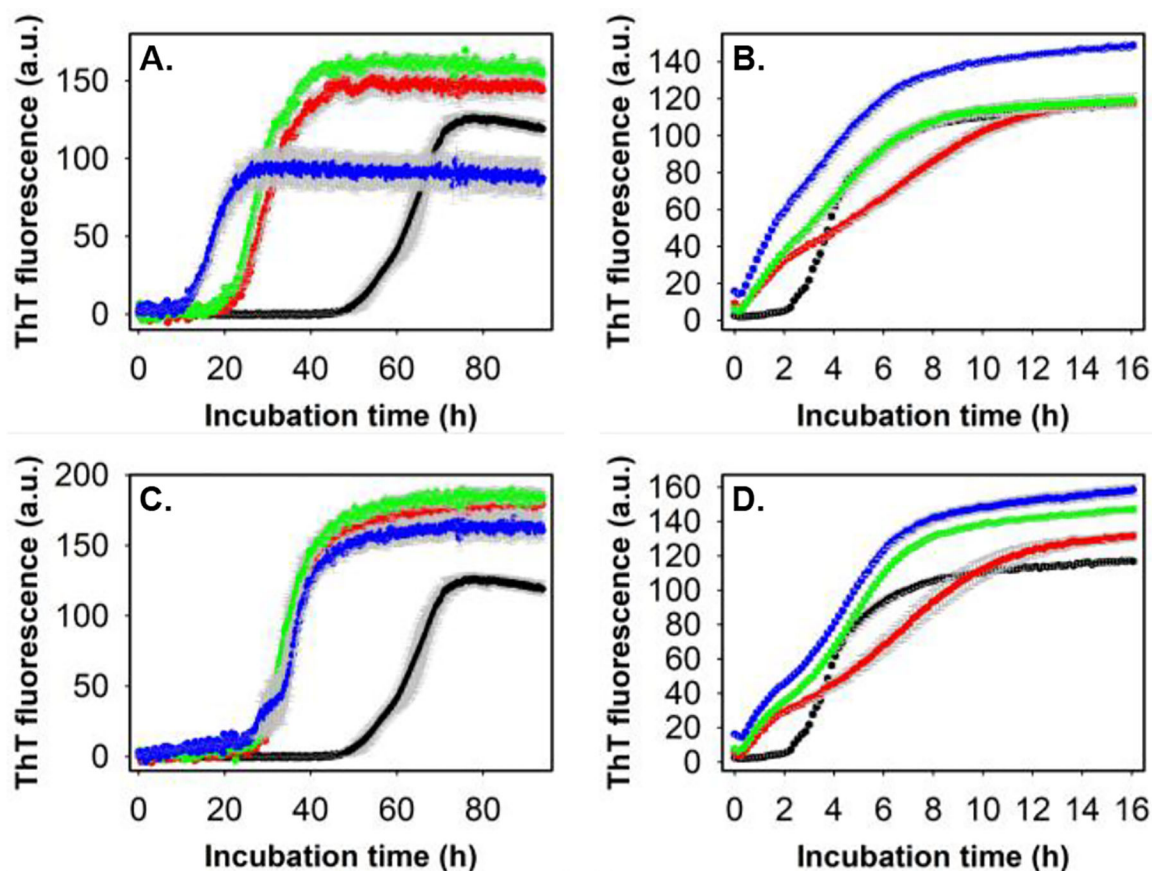 A.
ThT fluorescence (a.u.)
150
100
50
0
0 20 40 60 80
Incubation time (h)
B.
ThT fluorescence (a.u.)
140
120
100
80
60
40
20
0
0 2 4 6 8 10 12 14 16
Incubation time (h)
C.
ThT fluorescence (a.u.)
200
150
100
50
0
0 20 40 60 80
Incubation time (h)
D.
ThT fluorescence (a.u.)
160
140
120
100
80
60
40
20
0
0 2 4 6 8 10 12 14 16
Incubation time (h)